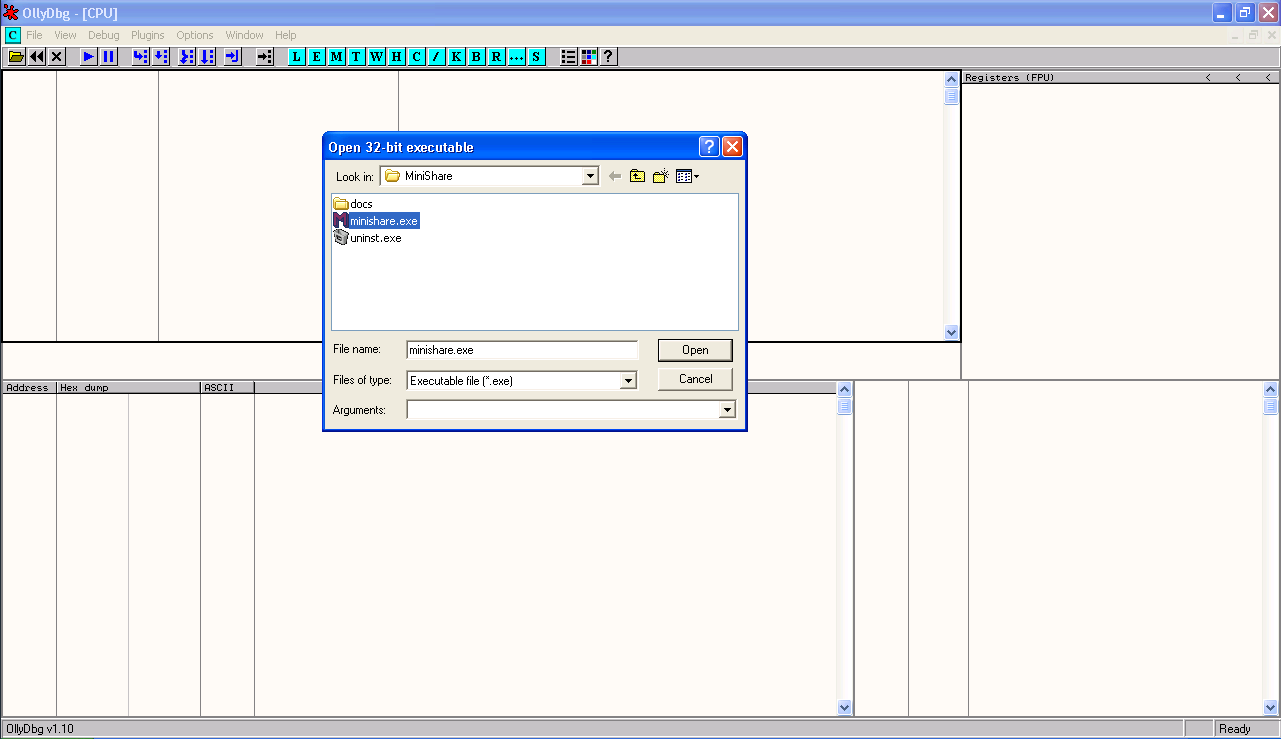 OllyDbg - [CPU]
C File View Debug Plugins Options Window Help
L E M T W H C / K B R ... S ?
Registers (FPU) < < <
Open 32-bit executable ?
Look in: MiniShare
docs
minishare.exe
uninst.exe
File name: minishare.exe Open
Files of type: Executable file (*.exe) Cancel
Arguments:
Address Hex dump ASCII
OllyDbg v1.10 Ready